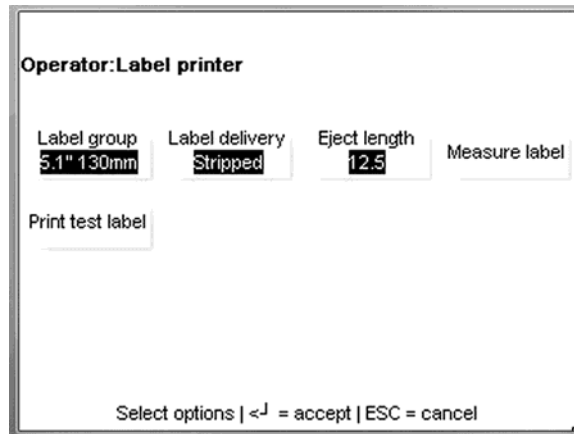 Operator:Label printer
Label group Label delivery Eject length Measure label
5.1" 130mm Stripped 12.5
Print test label
Select options | <┘ = accept | ESC = cancel